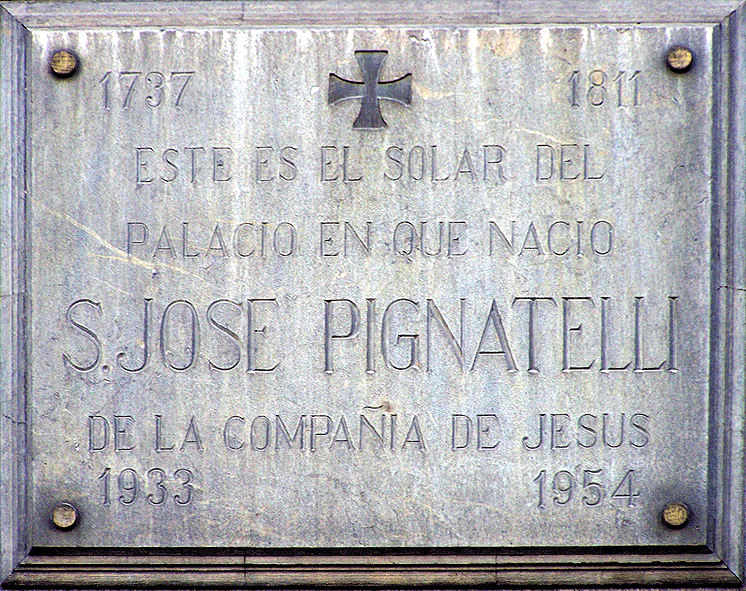 1737 1811
ESTE ES EL SOLAR DEL
PALACIO EN QUE NACIO
S. JOSE PIGNATELLI
DE LA COMPAÑIA DE JESUS
1933 1954